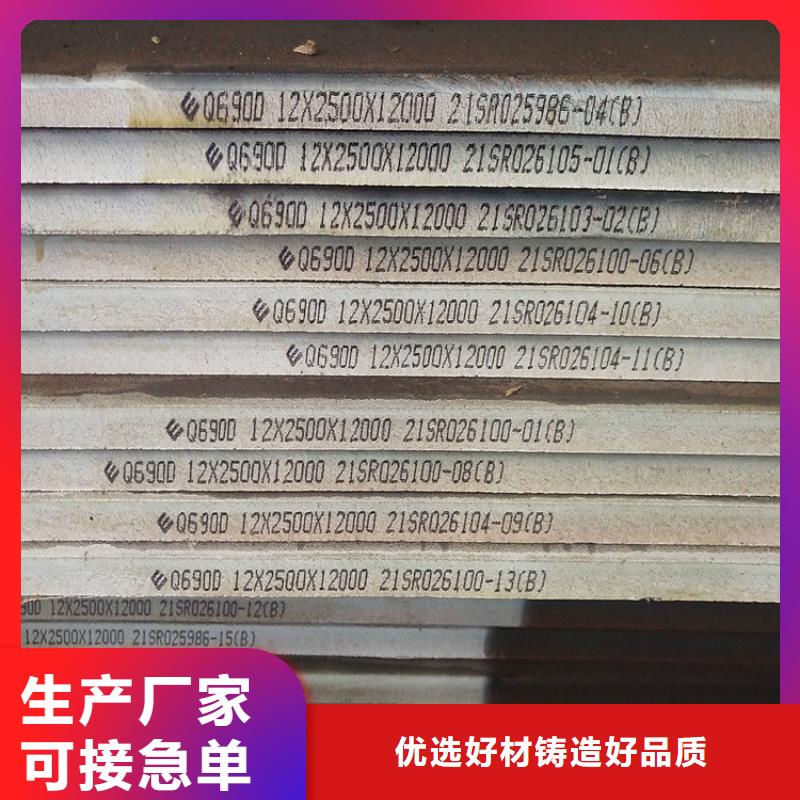 Q690D 12X2500X12000 21SR025986-04(B)
Q690D 12X2500X12000 21SR026105-01(B)
Q690D 12X2500X12000 21SR026103-02(B)
Q690D 12X2500X12000 21SR026100-06(B)
Q690D 12X2500X12000 21SR026104-10(B)
Q690D 12X2500X12000 21SR026104-11(B)
Q690D 12X2500X12000 21SR026100-01(B)
Q690D 12X2500X12000 21SR026100-08(B)
Q690D 12X2500X12000 21SR026104-09(B)
Q690D 12X2500X12000 21SR026100-13(B)
90D 12X2500X12000 21SR026100-12(B)
12X2500X12000 21SR025986-15(B)
生产厂家
可接急单
优选好材铸造好品质